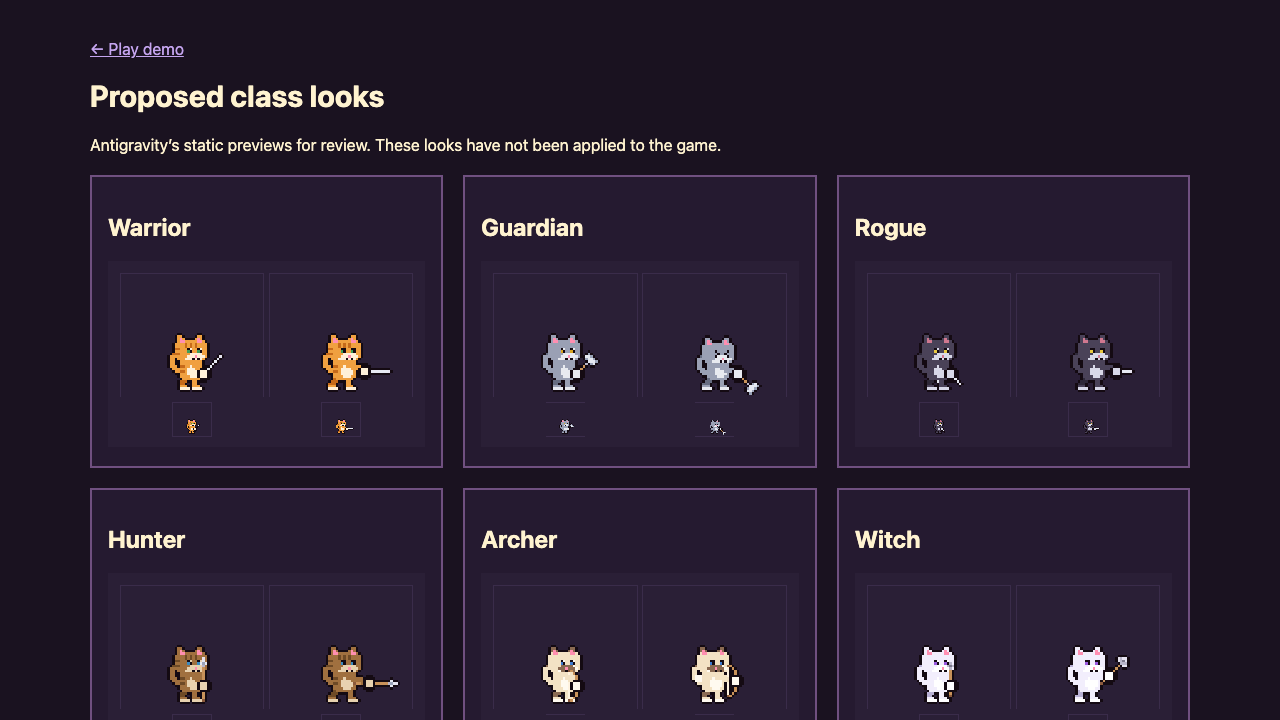 ← Play demo
Proposed class looks
Antigravity’s static previews for review. These looks have not been applied to the game.
Warrior
Guardian
Rogue
Hunter
Archer
Witch